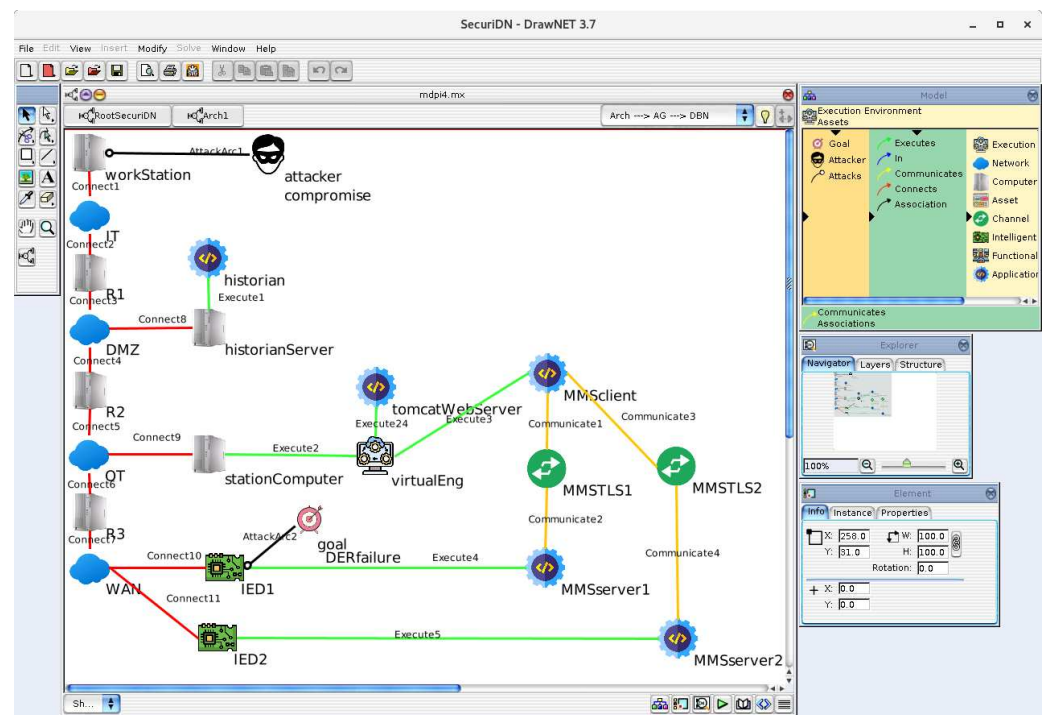 SecuriDN - DrawNET 3.7
File Edit View Insert Modify Solve Window Help
mdpi4.mx
RootSecuriDN Arch1 Arch ---> AG ---> DBN
AttackArc1
workStation
attacker
compromise
Connect1
IT
Connect2
R1
Connect3
historian
Execute1
Connect8
DMZ
historianServer
Connect4
R2
Connect5
tomcatWebServer
Execute24
Execute3
MMSclient
Communicate3
Communicate1
Connect9
Execute2
OT
stationComputer
virtualEng
MMSTLS1
MMSTLS2
Connect6
R3
AttackArc2
goal
DERfailure
Communicate2
Communicate4
Connect10
Execute4
WAN
IED1
MMSserver1
Connect11
Execute5
IED2
MMSserver2
Sh...
Model
Execution Environment
Assets
Goal
Attacker
Attacks
Executes
In
Communicates
Connects
Association
Execution
Network
Computer
Asset
Channel
Intelligent
Functional
Application
Communicates
Associations
Explorer
Navigator Layers Structure
100%
Element
Info Instance Properties
X: 258.0 W: 100.0
Y: 31.0 H: 100.0
Rotation: 0.0
X: 0.0
Y: 0.0